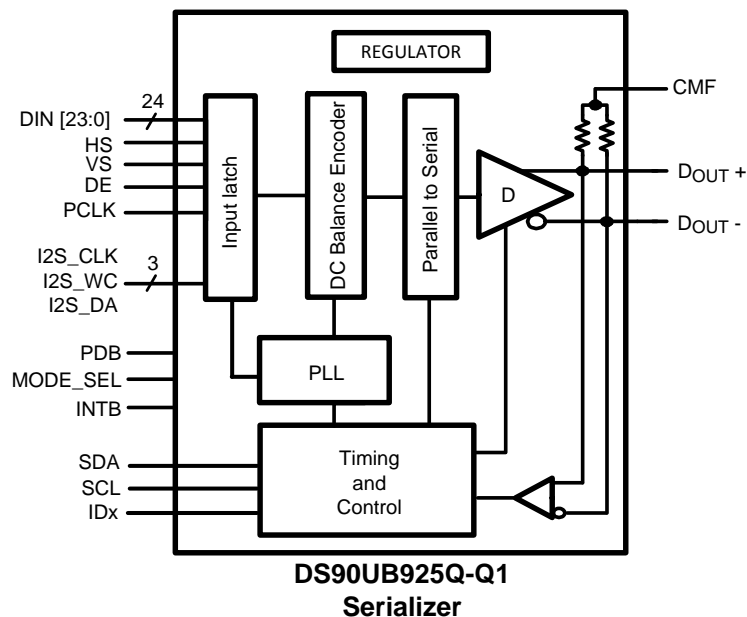 REGULATOR
CMF
24
DIN [23:0]
HS
VS
DE
PCLK
I2S_CLK
3
I2S_WC
I2S_DA
Input latch
DC Balance Encoder
Parallel to Serial
D
DOUT +
DOUT -
PDB
MODE_SEL
INTB
PLL
SDA
SCL
IDx
Timing
and
Control
DS90UB925Q-Q1
Serializer